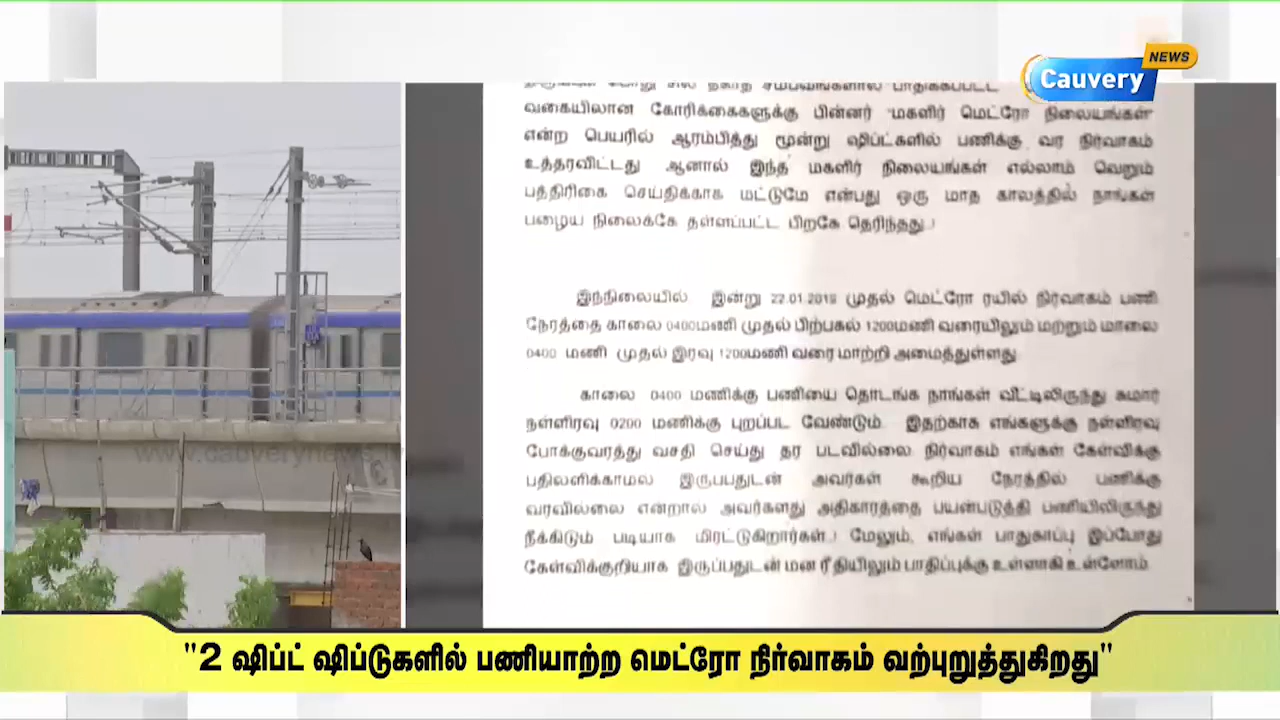 NEWS
Cauvery
வகையிலான கோரிக்கைகளுக்கு பின்னர் "மகளிர் மெட்ரோ நிலையங்கள்"
என்ற பெயரில் ஆரம்பித்து மூன்று ஷிப்ட்களில் பணிக்கு வர நிர்வாகம்
உத்தரவிட்டது ஆனால் இந்த மகளிர் நிலையங்கள் எல்லாம் வெறும்
பத்திரிகை செய்திக்காக மட்டுமே என்பது ஒரு மாத காலத்தில் நாங்கள்
பழைய நிலைக்கே தள்ளப்பட்ட பிறகே தெரிந்தது.!
இந்நிலையில் இன்று 22.01.2019 முதல் மெட்ரோ ரயில் நிர்வாகம் பணி
நேரத்தை காலை 0400மணி முதல் பிற்பகல் 1200மணி வரையிலும் மற்றும் மாலை
0400 மணி முதல் இரவு 1200மணி வரை மாற்றி அமைத்துள்ளது
காலை 0400 மணிக்கு பணியை தொடங்க நாங்கள் வீட்டிலிருந்து சுமார்
நள்ளிரவு 0200 மணிக்கு புறப்பட வேண்டும். இதற்காக எங்களுக்கு நள்ளிரவு
போக்குவரத்து வசதி செய்து தர படவில்லை நிர்வாகம் எங்கள் கேள்விக்கு
பதிலளிக்காமல் இருப்பதுடன் அவர்கள் கூறிய நேரத்தில் பணிக்கு
வரவில்லை என்றால் அவர்களது அதிகாரத்தை பயன்படுத்தி பணியிலிருந்து
நீக்கிடும் படியாக மிரட்டுகிறார்கள்.! மேலும், எங்கள் பாதுகாப்பு இப்போது
கேள்விக்குறியாக இருப்பதுடன் மன ரீதியிலும் பாதிப்புக்கு உள்ளாகி உள்ளோம்.
www.cauverynews.tv
"2 ஷிப்ட் ஷிப்டுகளில் பணியாற்ற மெட்ரோ நிர்வாகம் வற்புறுத்துகிறது"